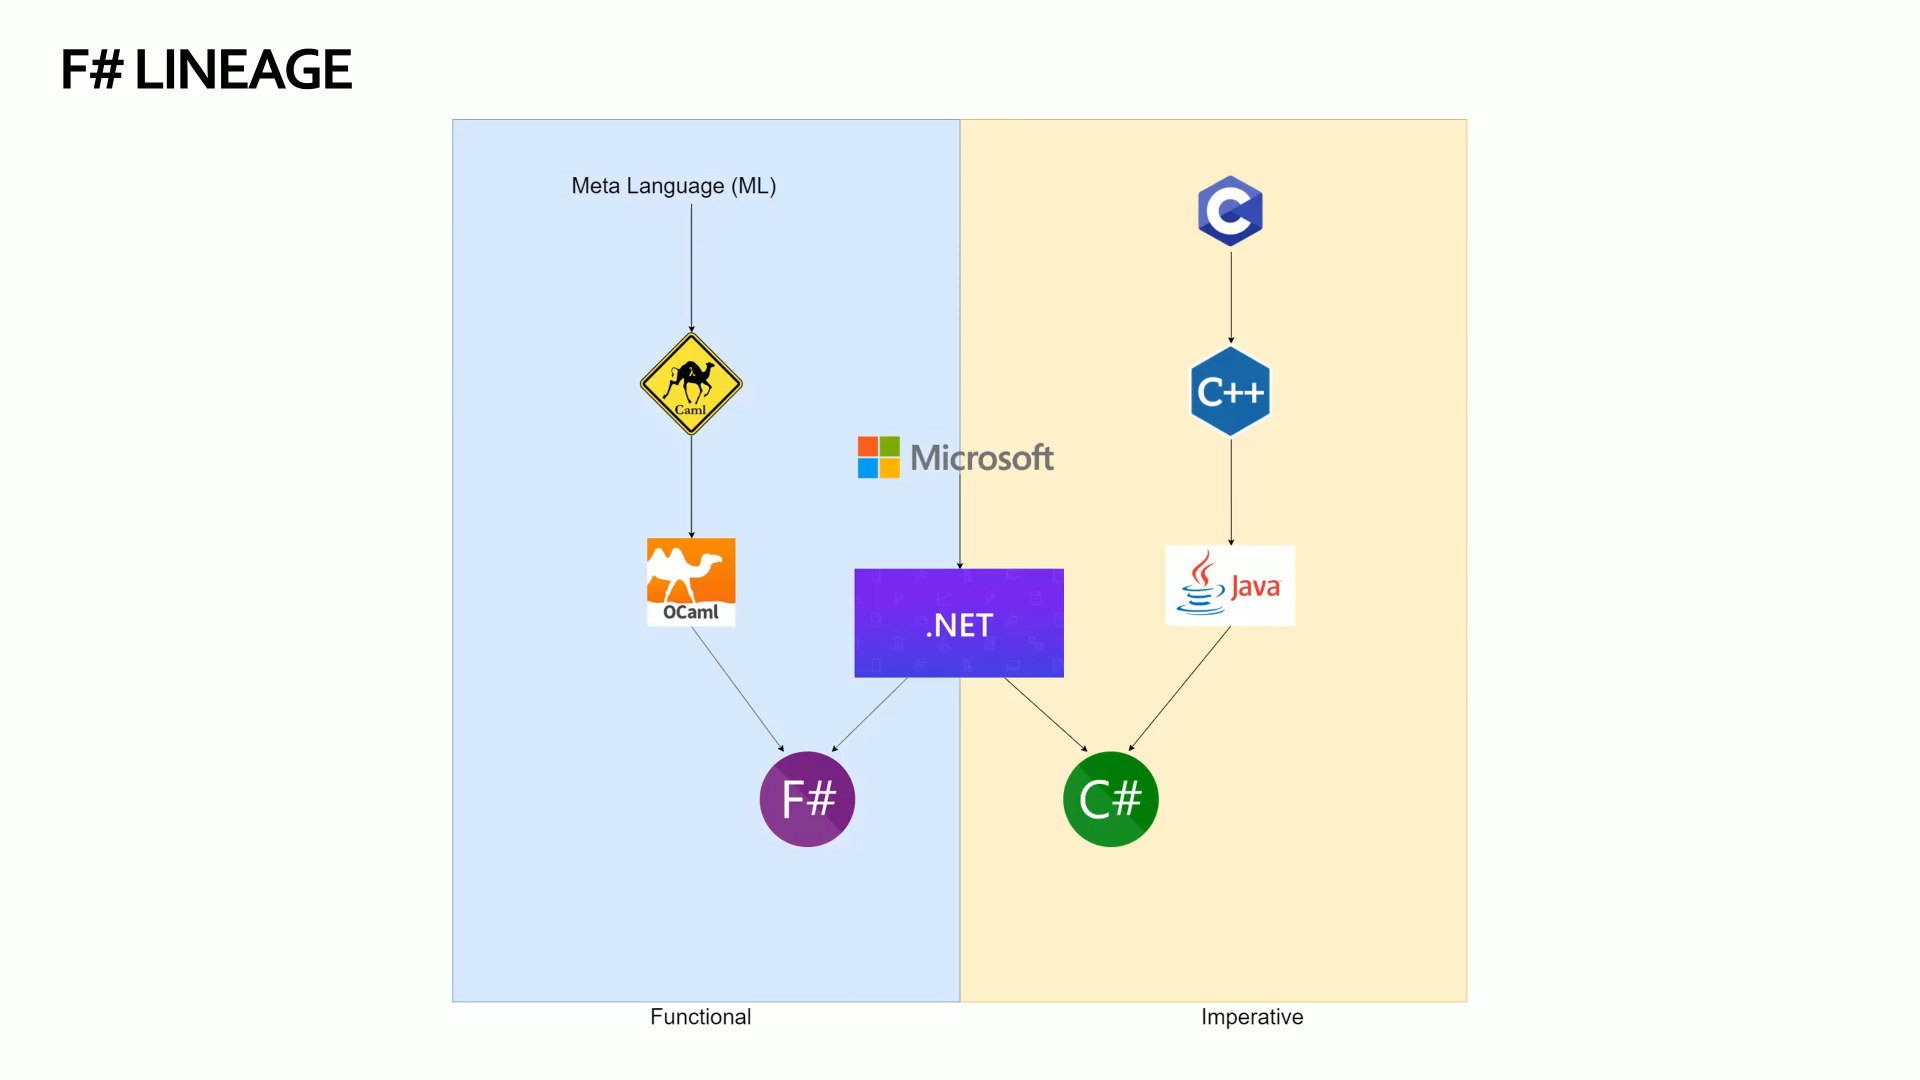 F# LINEAGE
Meta Language (ML)
C
Caml
C++
Microsoft
OCaml
Java
.NET
F#
C#
Functional
Imperative